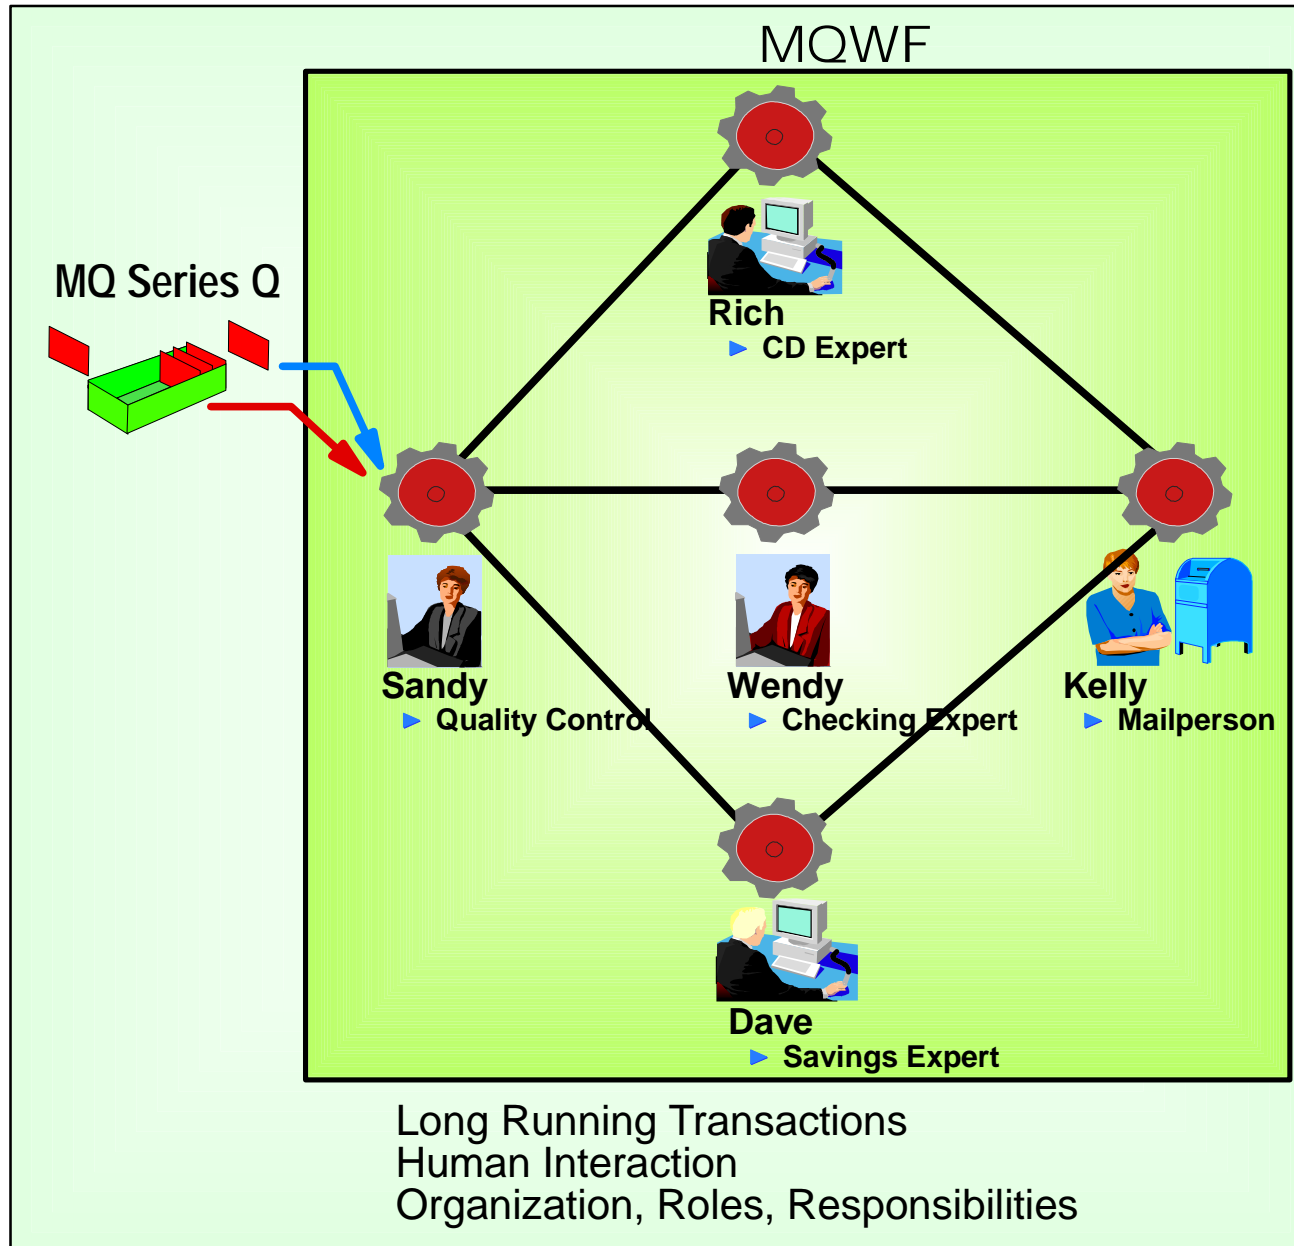 MQWF
MQ Series Q
Rich
CD Expert
Sandy
Quality Control
Wendy
Checking Expert
Kelly
Mailperson
Dave
Savings Expert
Long Running Transactions
Human Interaction
Organization, Roles, Responsibilities